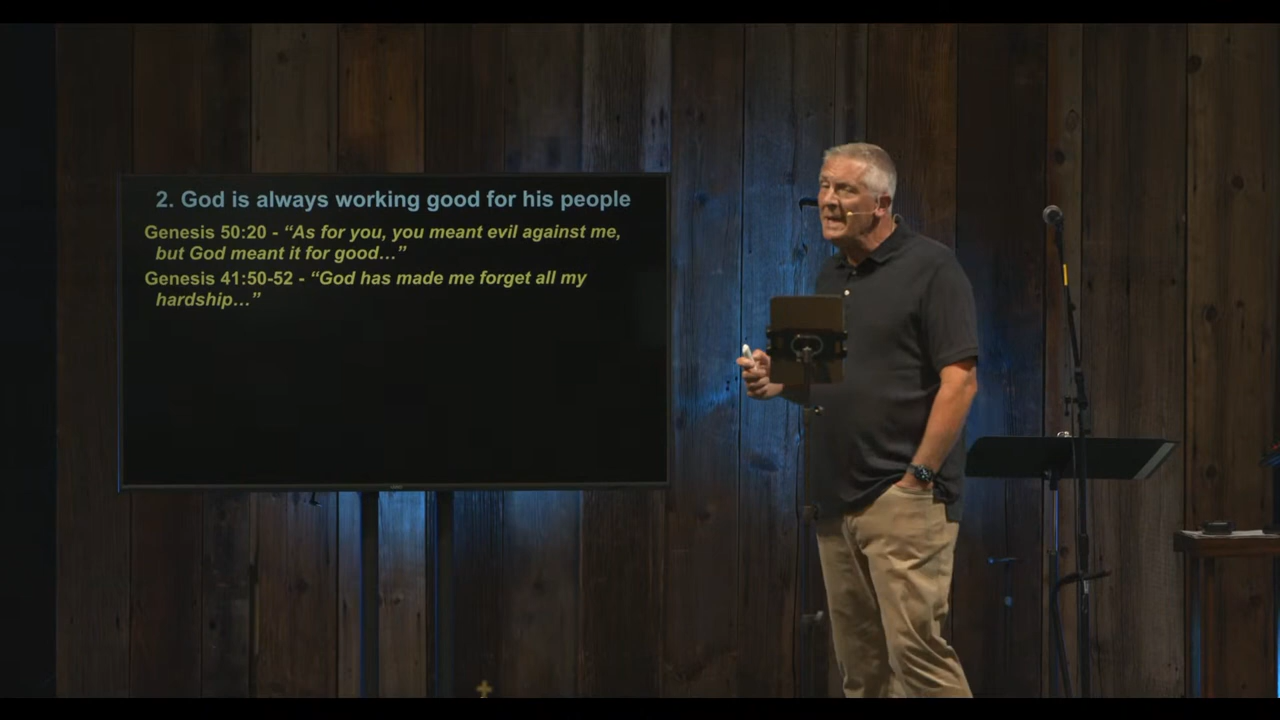 2. God is always working good for his people
Genesis 50:20 - “As for you, you meant evil against me,
but God meant it for good…”
Genesis 41:50-52 - “God has made me forget all my
hardship…”